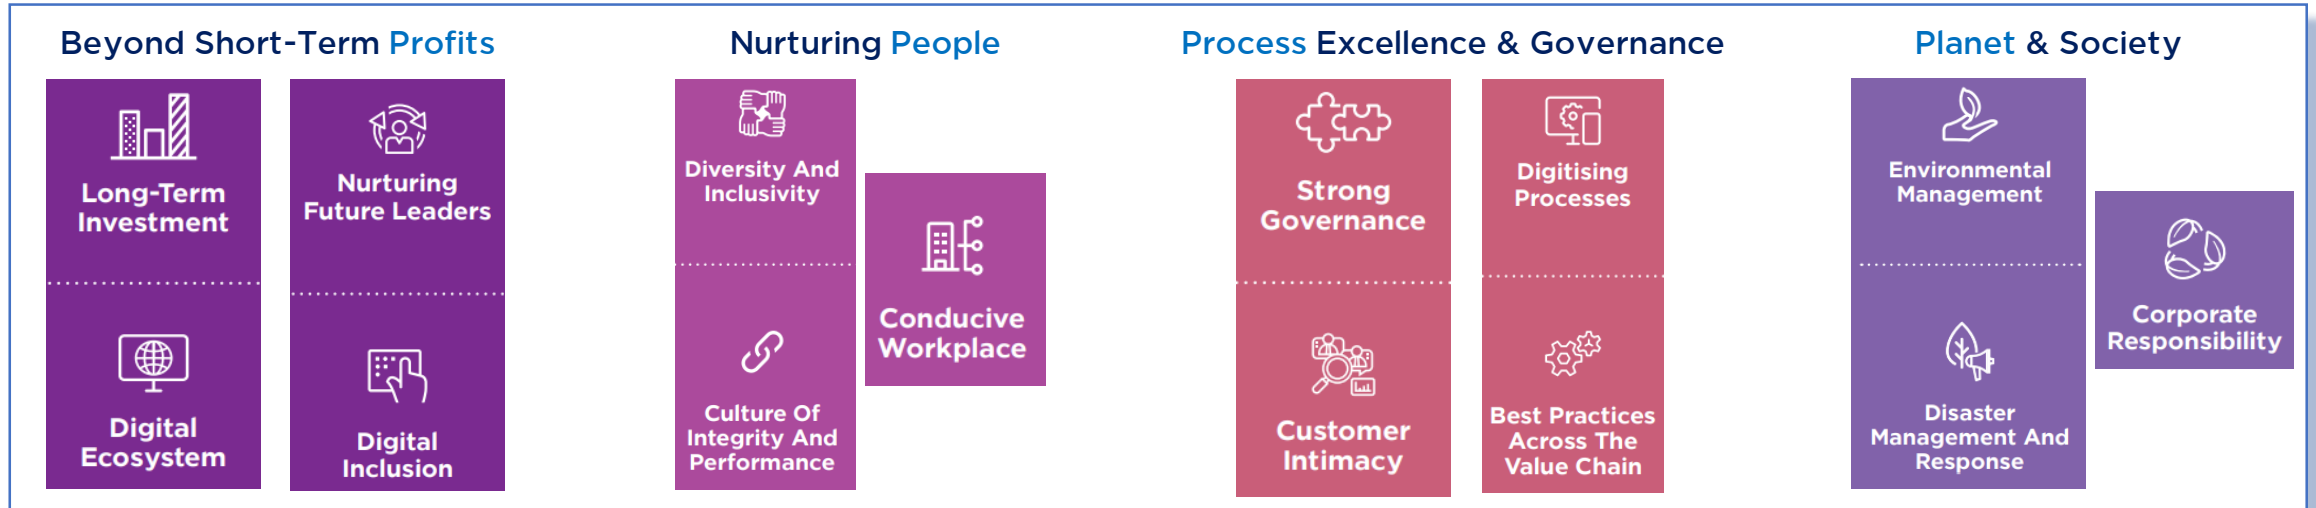 Beyond Short-Term Profits
Long-Term
Investment
Digital
Ecosystem
Nurturing
Future Leaders
Digital
Inclusion
Nurturing People
Diversity And
Inclusivity
Culture Of
Integrity And
Performance
Conducive
Workplace
Process Excellence & Governance
Strong
Governance
Customer
Intimacy
Digitising
Processes
Best Practices
Across The
Value Chain
Planet & Society
Environmental
Management
Disaster
Management And
Response
Corporate
Responsibility